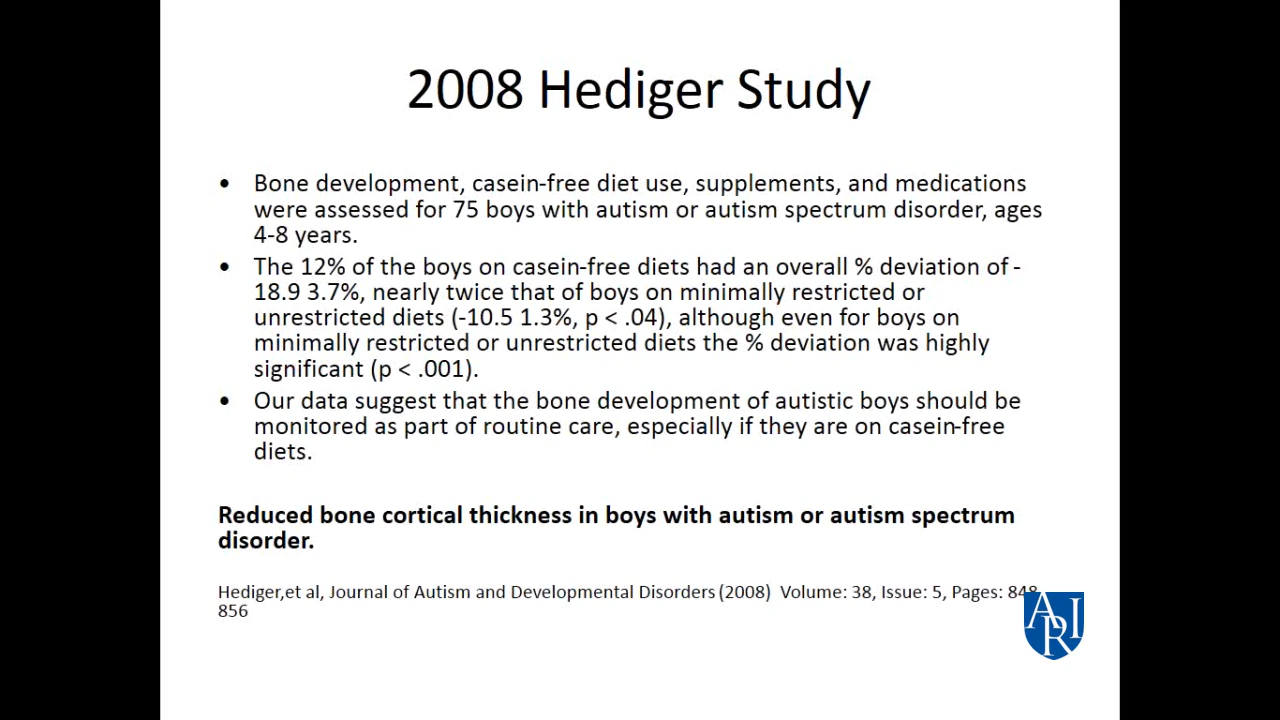 2008 Hediger Study
• Bone development, casein-free diet use, supplements, and medications
were assessed for 75 boys with autism or autism spectrum disorder, ages
4-8 years.
• The 12% of the boys on casein-free diets had an overall % deviation of -
18.9 3.7%, nearly twice that of boys on minimally restricted or
unrestricted diets (-10.5 1.3%, p < .04), although even for boys on
minimally restricted or unrestricted diets the % deviation was highly
significant (p < .001).
• Our data suggest that the bone development of autistic boys should be
monitored as part of routine care, especially if they are on casein-free
diets.
Reduced bone cortical thickness in boys with autism or autism spectrum
disorder.
Hediger,et al, Journal of Autism and Developmental Disorders (2008) Volume: 38, Issue: 5, Pages: 848-
856
ARI